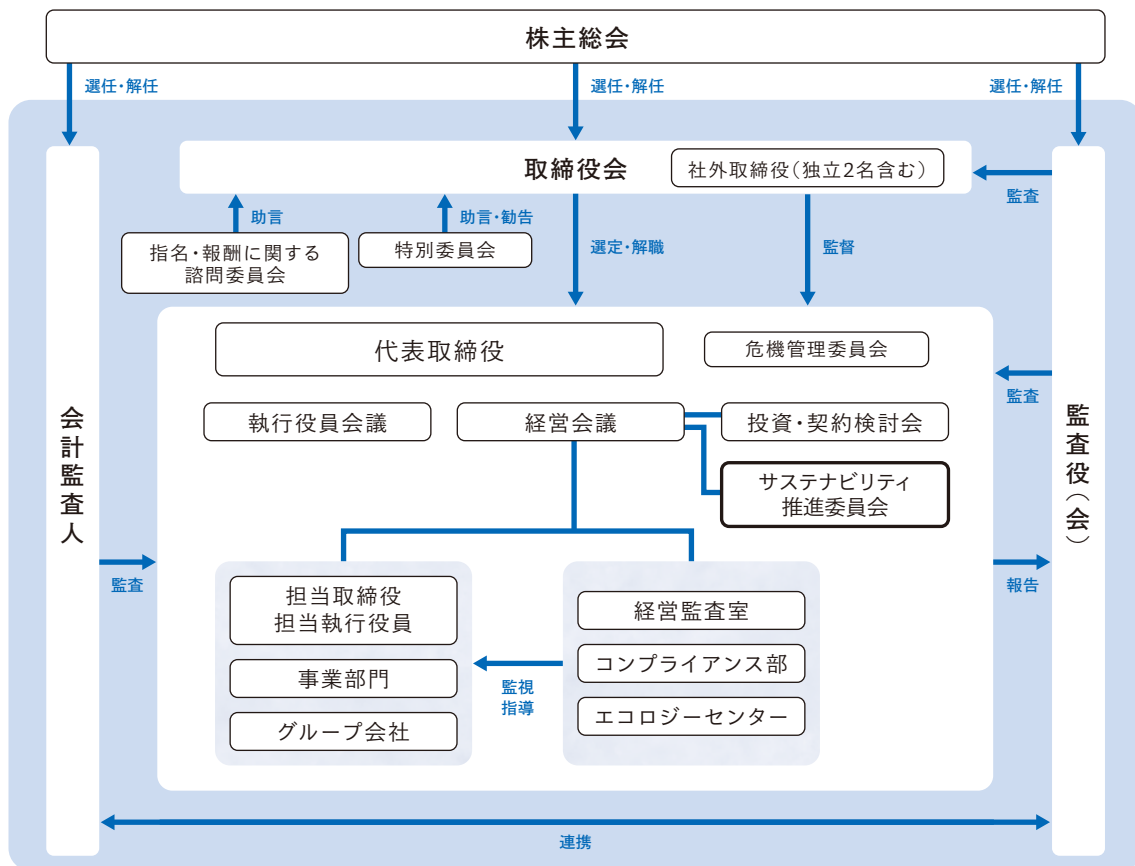 株主総会
選任・解任
選任・解任
選任・解任
取締役会
社外取締役（独立2名含む）
監査
助言
助言・勧告
選定・解職
監督
指名・報酬に関する
諮問委員会
特別委員会
代表取締役
危機管理委員会
監査
執行役員会議
経営会議
投資・契約検討会
サステナビリティ
推進委員会
会計監査人
監査役（会）
監査
報告
担当取締役
担当執行役員
事業部門
グループ会社
監視
指導
経営監査室
コンプライアンス部
エコロジーセンター
連携